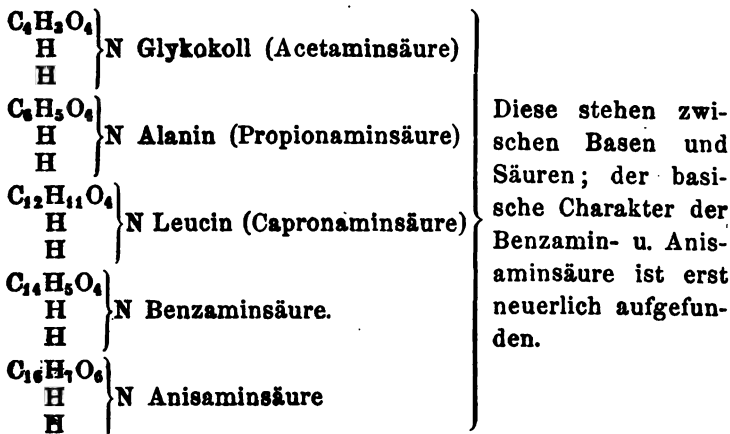 C₄H₃O₄
H
H
N Glykokoll (Acetaminsäure)
C₆H₅O₄
H
H
N Alanin (Propionaminsäure)
C₁₂H₁₁O₄
H
H
N Leucin (Capronaminsäure)
C₁₄H₅O₄
H
H
N Benzaminsäure.
C₁₆H₇O₆
H
H
N Anisaminsäure
Diese stehen zwi-
schen Basen und
Säuren; der basi-
sche Charakter der
Benzamin- u. Anis-
aminsäure ist erst
neuerlich aufgefun-
den.